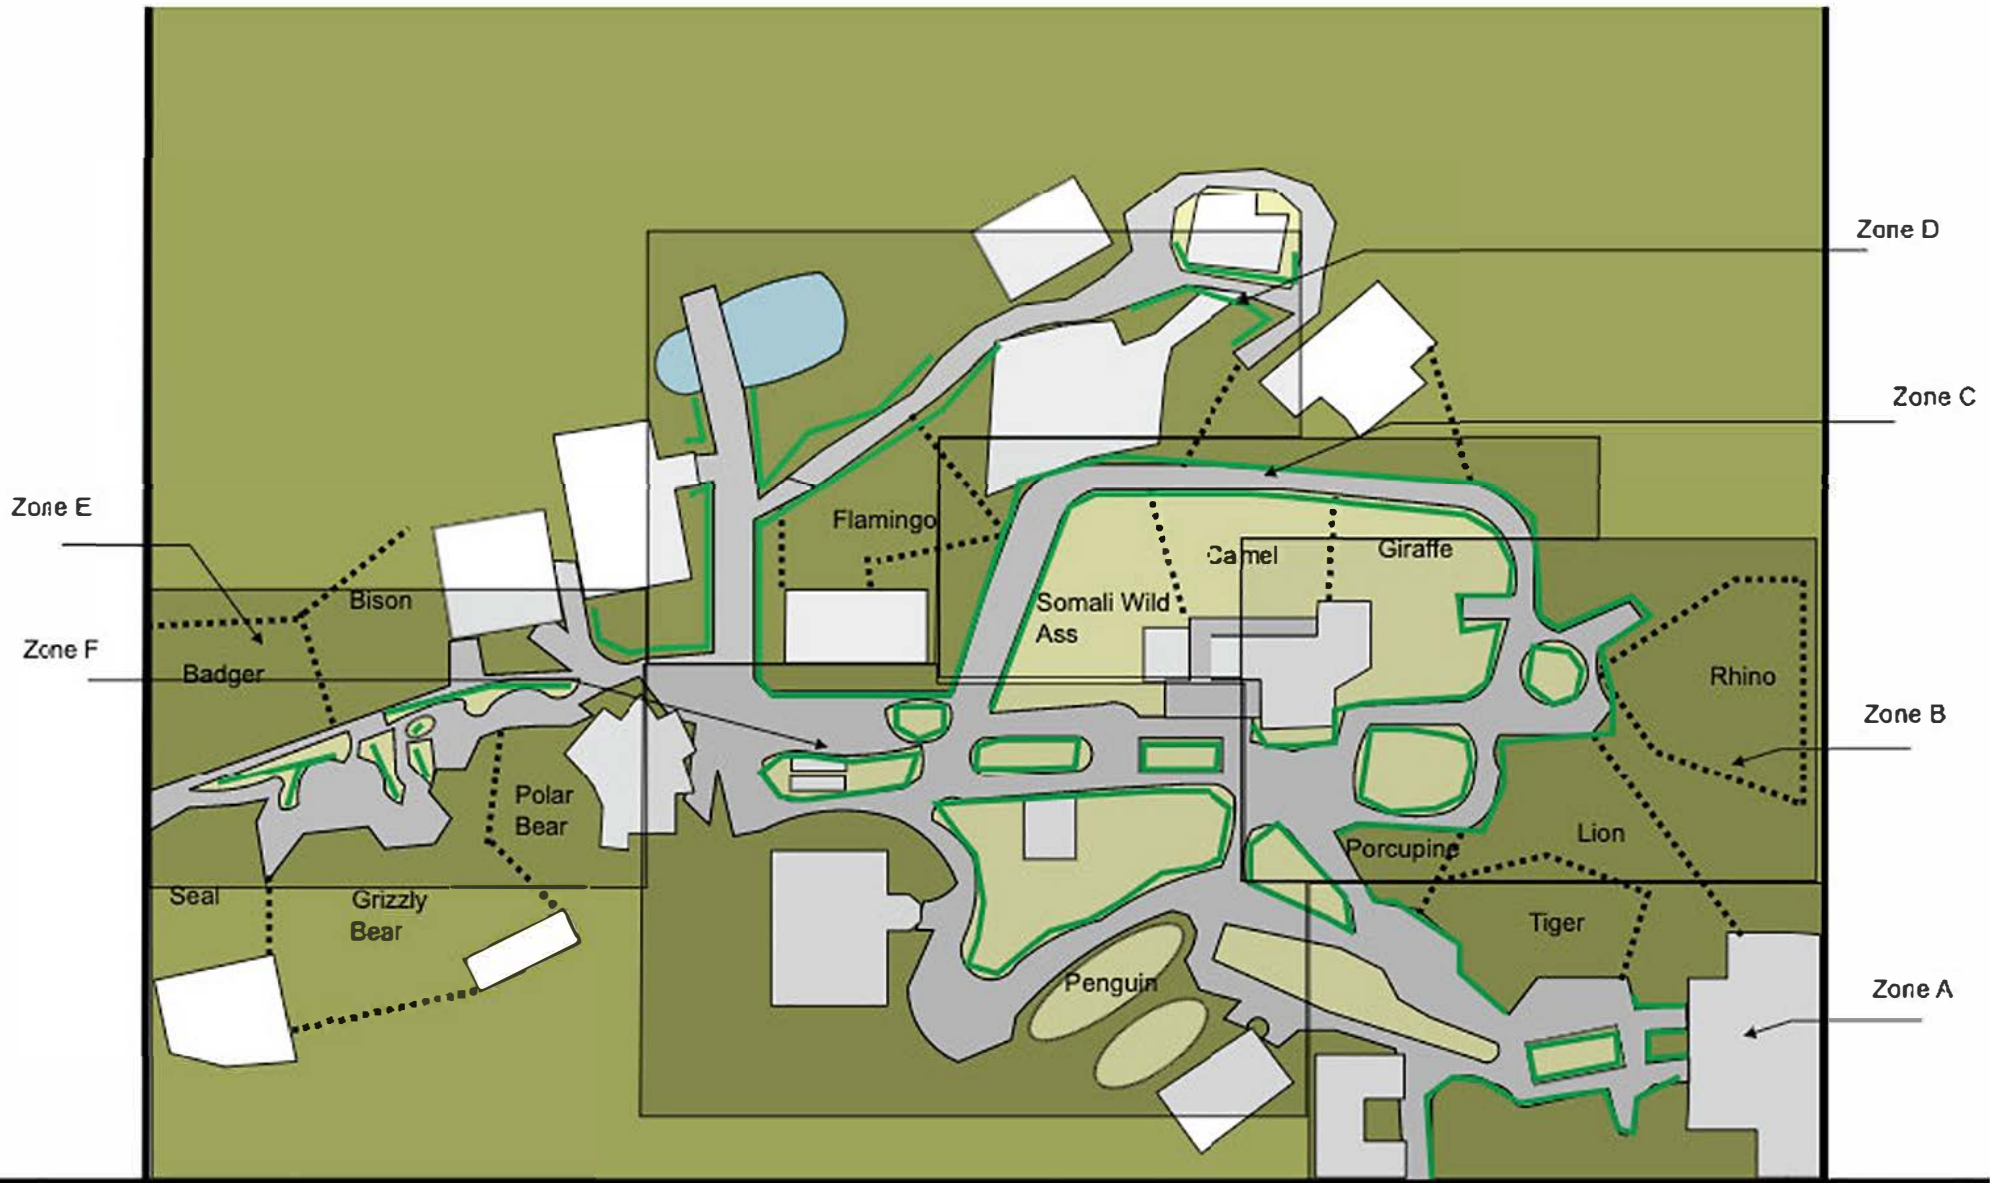 Zone D
Zone C
Zone E
Flamingo
Camel
Giraffe
Bison
Somali Wild
Ass
Zone F
Badger
Rhino
Zone B
Polar
Bear
Lion
Porcupine
Seal
Grizzly
Bear
Tiger
Penguin
Zone A